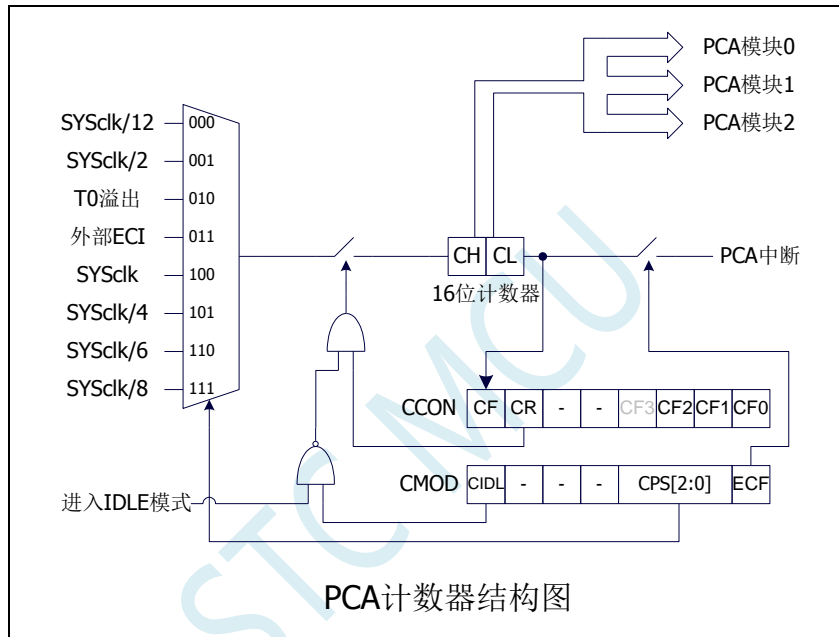 PCA模块0
PCA模块1
PCA模块2
SYSclk/12 000
SYSclk/2 001
T0溢出 010
外部ECI 011
SYSclk 100
SYSclk/4 101
SYSclk/6 110
SYSclk/8 111
CH CL
16位计数器
PCA中断
CCON CF CR - - CF3 CF2 CF1 CF0
CMOD CIDL - - - CPS[2:0] ECF
进入IDLE模式
PCA计数器结构图
STC MCU